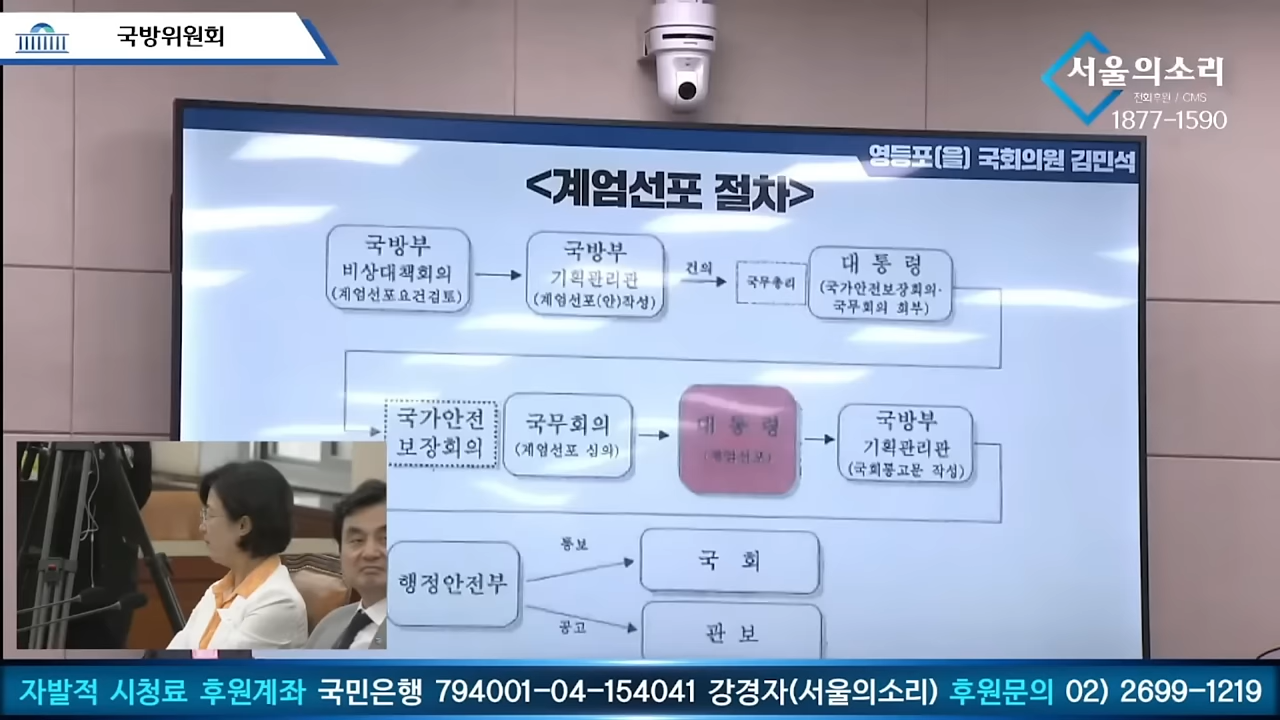 국방위원회
서울의소리
전화후원 / CMS
1877-1590
영등포(을) 국회의원 김민석
<계엄선포 절차>
국방부
비상대책회의
(계엄선포요건검토)
국방부
기획관리관
(계엄선포(안)작성)
건의
국무총리
대 통 령
(국가안전보장회의·
국무회의 회부)
국가안전
보장회의
국무회의
(계엄선포 심의)
대 통 령
(계엄선포)
국방부
기획관리관
(국회통고문 작성)
행정안전부
통보
국 회
공고
관 보
자발적 시청료 후원계좌 국민은행 794001-04-154041 강경자(서울의소리) 후원문의 02) 2699-1219